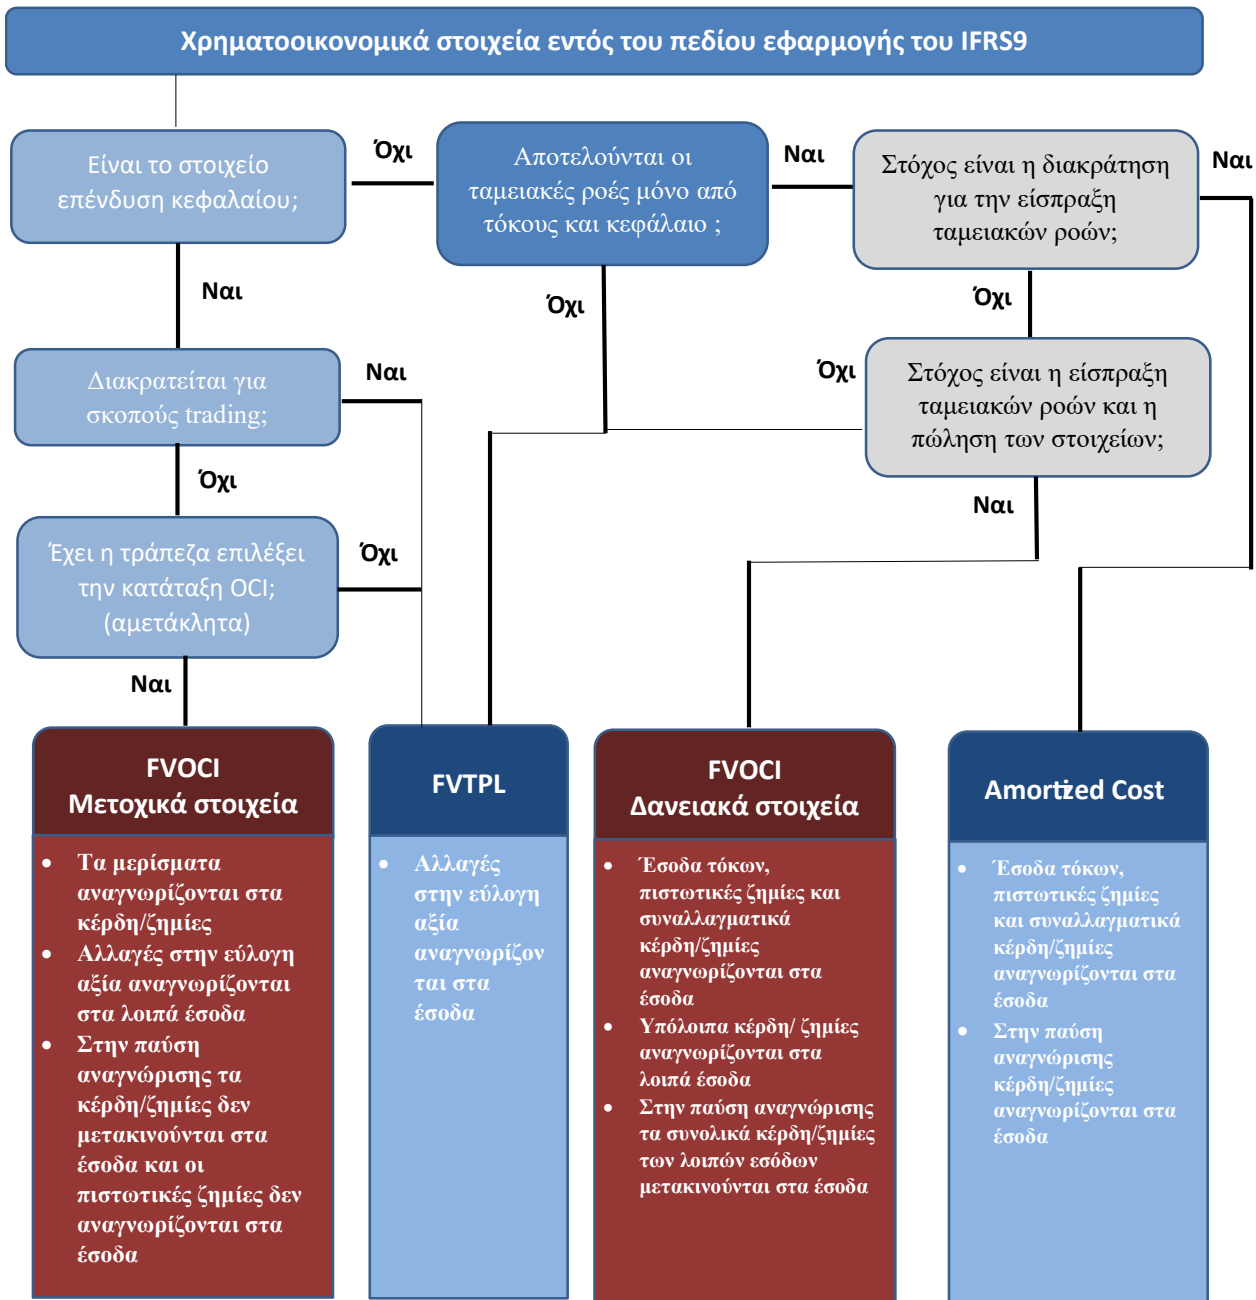 Χρηματοοικονομικά στοιχεία εντός του πεδίου εφαρμογής του IFRS9
Είναι το στοιχείο
επένδυση κεφαλαίου;
Όχι
Αποτελούνται οι
ταμειακές ροές μόνο από
τόκους και κεφάλαιο ;
Ναι
Στόχος είναι η διακράτηση
για την είσπραξη
ταμειακών ροών;
Ναι
Ναι
Όχι
Όχι
Διακρατείται για
σκοπούς trading;
Ναι
Όχι
Στόχος είναι η είσπραξη
ταμειακών ροών και η
πώληση των στοιχείων;
Όχι
Ναι
Έχει η τράπεζα επιλέξει
την κατάταξη OCI;
(αμετάκλητα)
Όχι
Ναι
FVOCI
Μετοχικά στοιχεία
• Τα μερίσματα
αναγνωρίζονται στα
κέρδη/ζημίες
• Αλλαγές στην εύλογη
αξία αναγνωρίζονται
στα λοιπά έσοδα
• Στην παύση
αναγνώρισης τα
κέρδη/ζημίες δεν
μετακινούνται στα
έσοδα και οι
πιστωτικές ζημίες δεν
αναγνωρίζονται στα
έσοδα
FVTPL
• Αλλαγές
στην εύλογη
αξία
αναγνωρίζον
ται στα
έσοδα
FVOCI
Δανειακά στοιχεία
• Έσοδα τόκων,
πιστωτικές ζημίες και
συναλλαγματικά
κέρδη/ζημίες
αναγνωρίζονται στα
έσοδα
• Υπόλοιπα κέρδη/ ζημίες
αναγνωρίζονται στα
λοιπά έσοδα
• Στην παύση αναγνώρισης
τα συνολικά κέρδη/ζημίες
των λοιπών εσόδων
μετακινούνται στα έσοδα
Amortized Cost
• Έσοδα τόκων,
πιστωτικές ζημίες
και συναλλαγματικά
κέρδη/ζημίες
αναγνωρίζονται στα
έσοδα
• Στην παύση
αναγνώρισης
κέρδη/ζημίες
αναγνωρίζονται στα
έσοδα